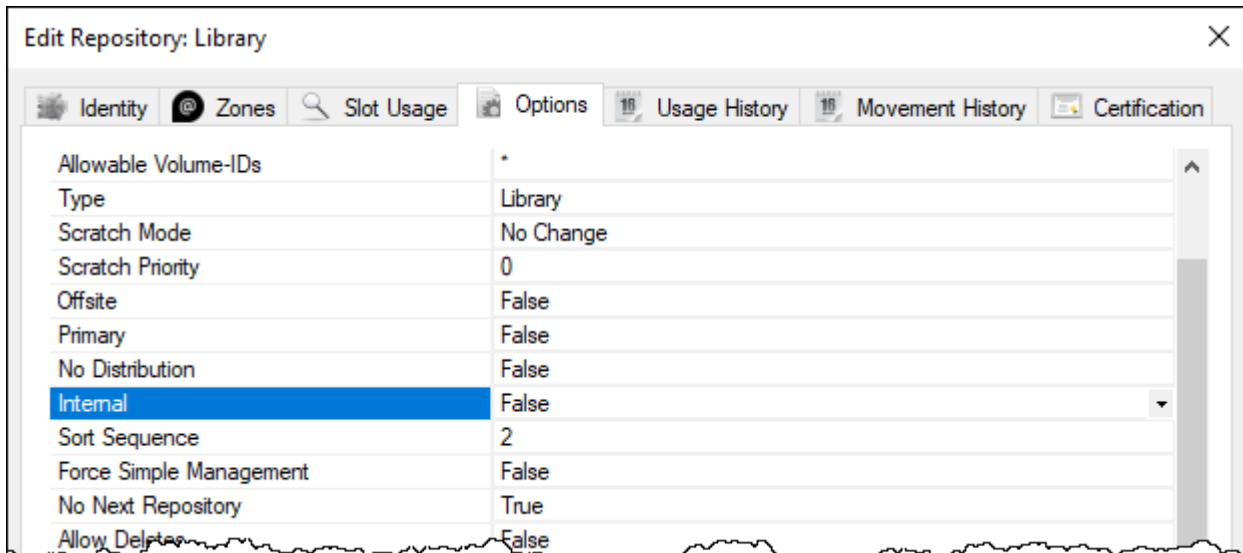 Edit Repository: Library
Identity Zones Slot Usage Options 16 Usage History 16 Movement History Certification
Allowable Volume-IDs *
Type Library
Scratch Mode No Change
Scratch Priority 0
Offsite False
Primary False
No Distribution False
Internal False
Sort Sequence 2
Force Simple Management False
No Next Repository True
Allow Deletes False